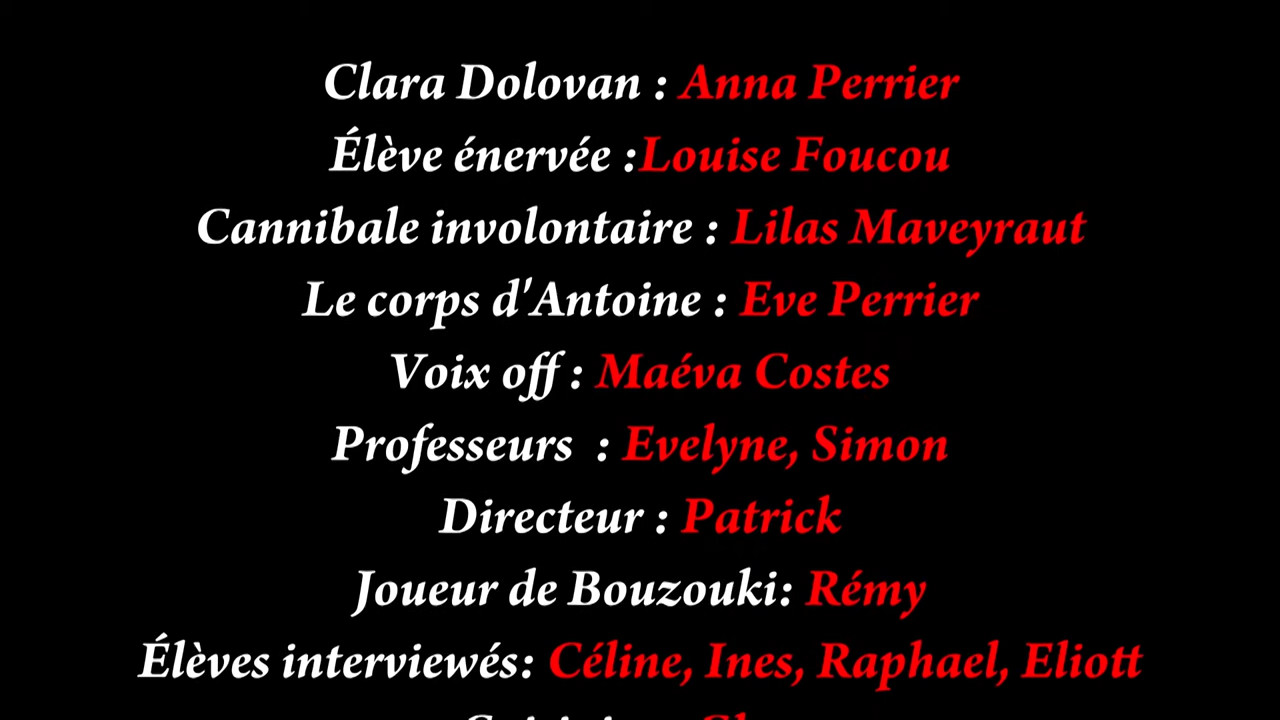 Clara Dolovan : Anna Perrier
Élève énervée :Louise Foucou
Cannibale involontaire : Lilas Maveyraut
Le corps d'Antoine : Eve Perrier
Voix off : Maéva Costes
Professeurs  : Evelyne, Simon
Directeur : Patrick
Joueur de Bouzouki: Rémy
Élèves interviewés: Céline, Ines, Raphael, Eliott